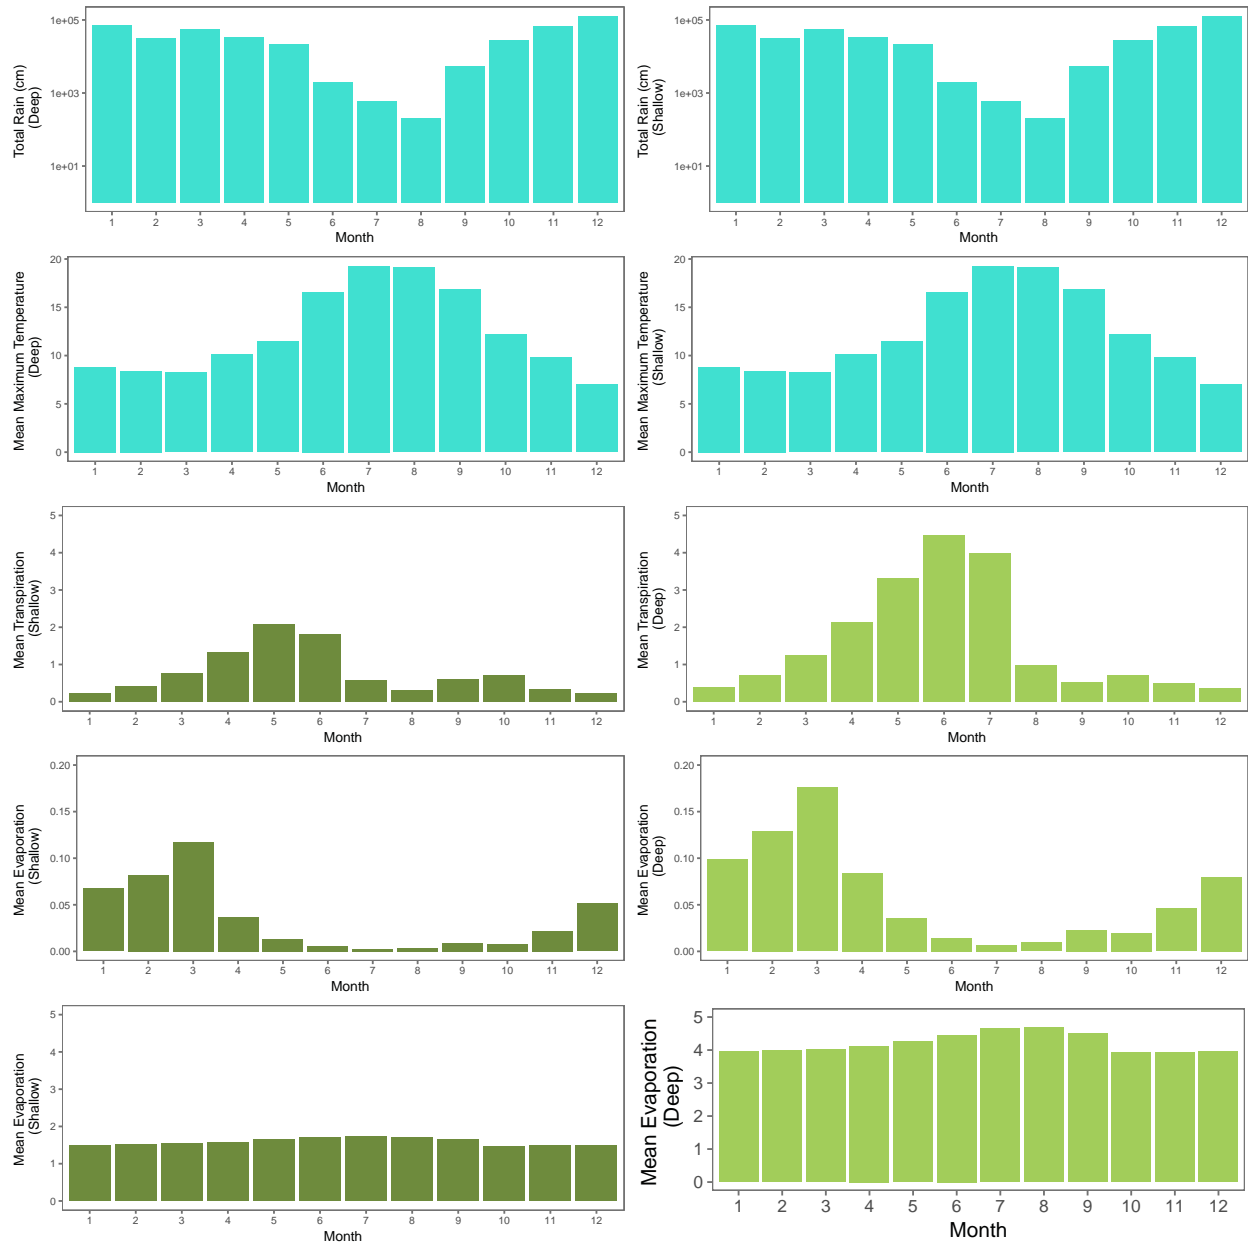 Total Rain (cm)
(Deep)
1e+05
1e+03
1e+01
1 2 3 4 5 6 7 8 9 10 11 12
Month
Total Rain (cm)
(Shallow)
1e+05
1e+03
1e+01
1 2 3 4 5 6 7 8 9 10 11 12
Month
Mean Maximum Temperature
(Deep)
20
15
10
5
0
1 2 3 4 5 6 7 8 9 10 11 12
Month
Mean Maximum Temperature
(Shallow)
20
15
10
5
0
1 2 3 4 5 6 7 8 9 10 11 12
Month
Mean Transpiration
(Shallow)
5
4
3
2
1
0
1 2 3 4 5 6 7 8 9 10 11 12
Month
Mean Transpiration
(Deep)
5
4
3
2
1
0
1 2 3 4 5 6 7 8 9 10 11 12
Month
Mean Evaporation
(Shallow)
0.20
0.15
0.10
0.05
0.00
1 2 3 4 5 6 7 8 9 10 11 12
Month
Mean Evaporation
(Deep)
0.20
0.15
0.10
0.05
0.00
1 2 3 4 5 6 7 8 9 10 11 12
Month
Mean Evaporation
(Shallow)
5
4
3
2
1
0
1 2 3 4 5 6 7 8 9 10 11 12
Month
Mean Evaporation
(Deep)
5
4
3
2
1
0
1 2 3 4 5 6 7 8 9 10 11 12
Month